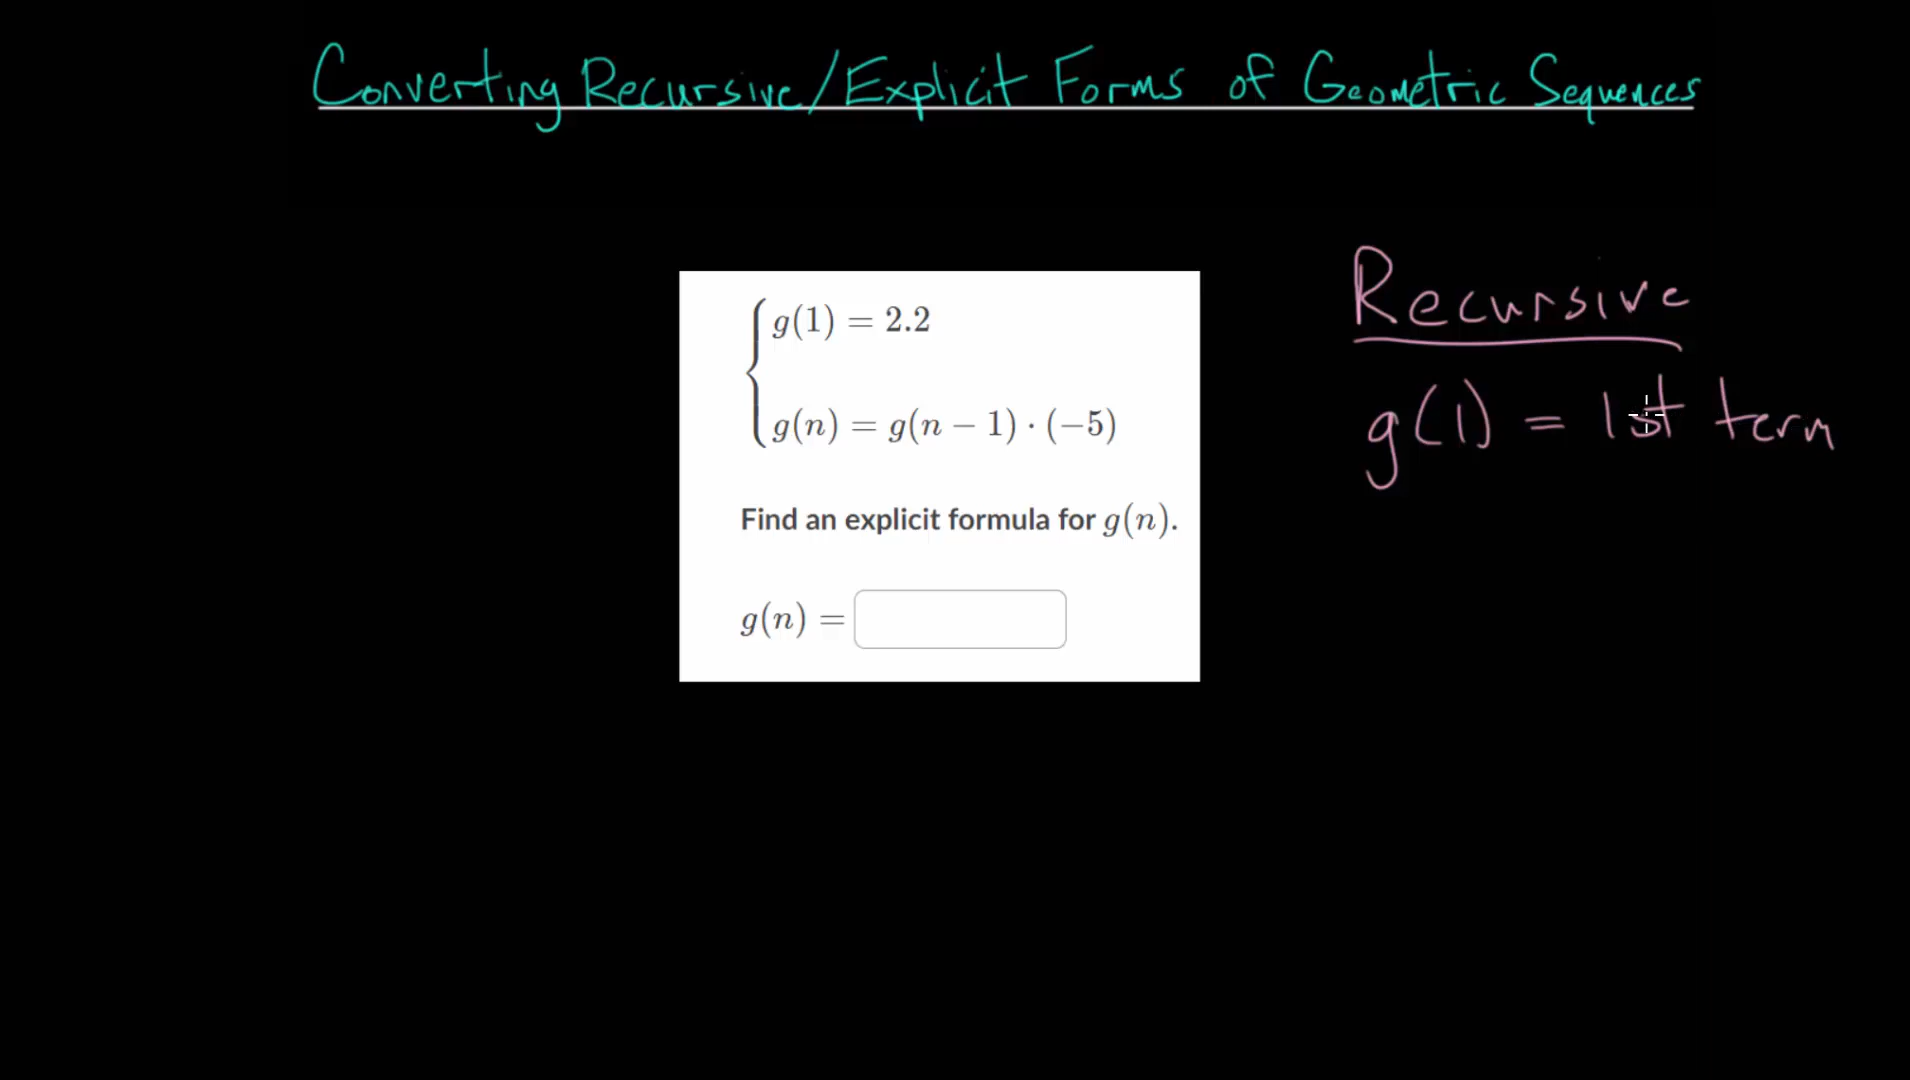 Converting Recursive/Explicit Forms of Geometric Sequences
g(1) = 2.2
g(n) = g(n − 1) · (−5)
Find an explicit formula for g(n).
g(n) =
Recursive
g(1) = 1st term